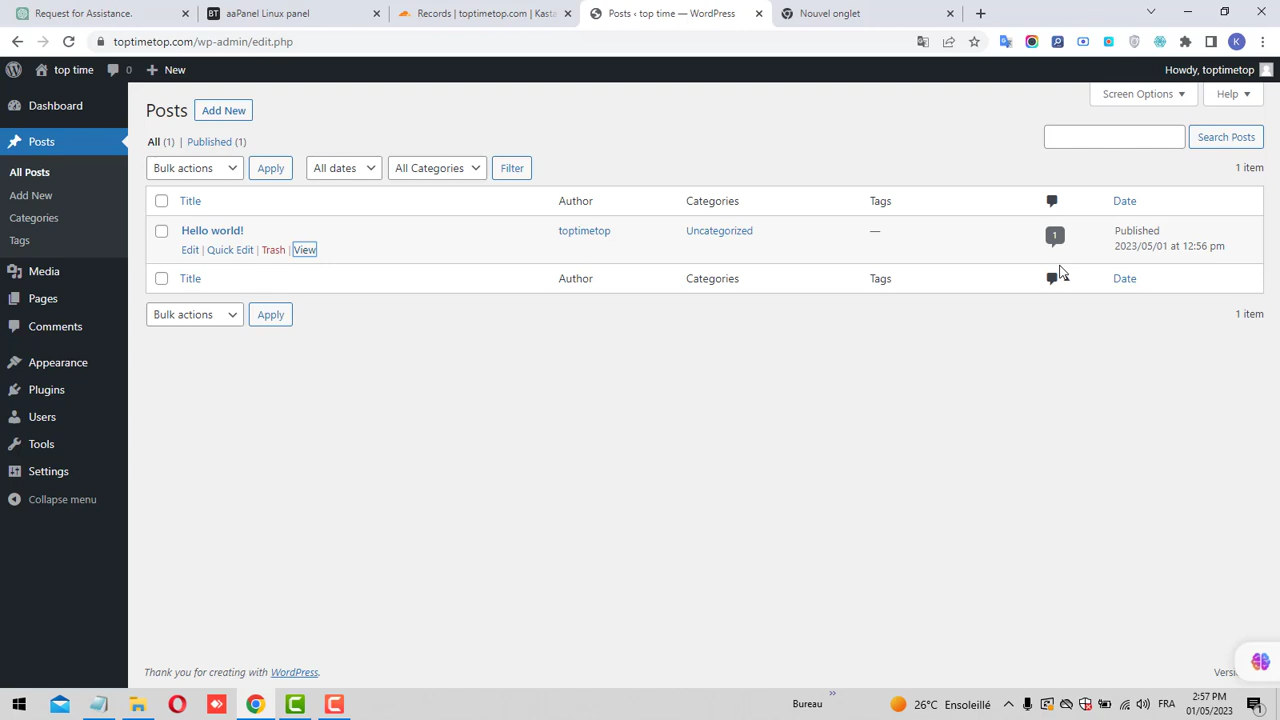 Request for Assistance.
aaPanel Linux panel
Records | toptimetop.com | Kasta
Posts ‹ top time — WordPress
Nouvel onglet
toptimetop.com/wp-admin/edit.php
K
top time
0
New
Howdy, toptimetop
Dashboard
Posts
All Posts
Add New
Categories
Tags
Media
Pages
Comments
Appearance
Plugins
Users
Tools
Settings
Collapse menu
Screen Options
Help
Posts
Add New
All (1) | Published (1)
Search Posts
Bulk actions
Apply
All dates
All Categories
Filter
1 item
Title
Author
Categories
Tags
Date
Hello world!
toptimetop
Uncategorized
—
1
Published
2023/05/01 at 12:56 pm
Edit | Quick Edit | Trash | View
Title
Author
Categories
Tags
Date
Bulk actions
Apply
1 item
Thank you for creating with WordPress.
Bureau
»
26°C Ensoleillé
FRA
2:57 PM
01/05/2023
1